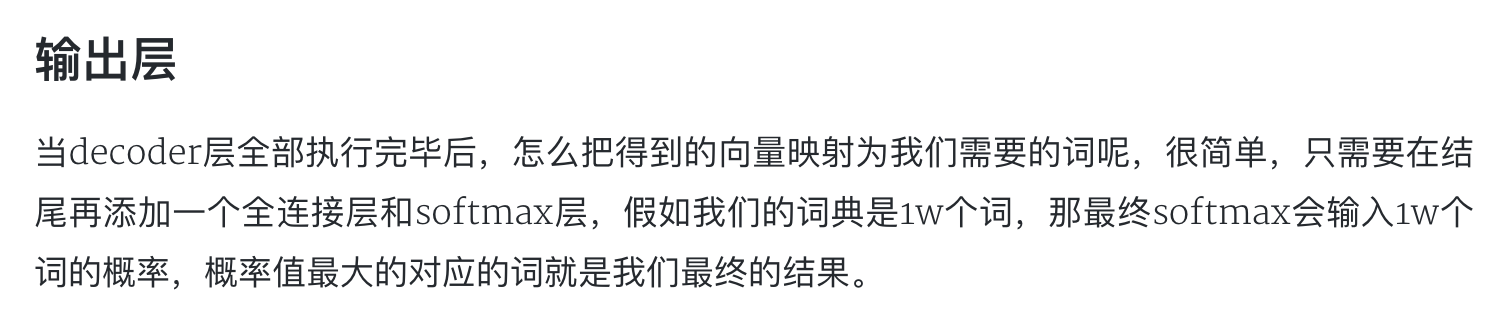 输出层
当decoder层全部执行完毕后，怎么把得到的向量映射为我们需要的词呢，很简单，只需要在结
尾再添加一个全连接层和softmax层，假如我们的词典是1w个词，那最终softmax会输入1w个
词的概率，概率值最大的对应的词就是我们最终的结果。